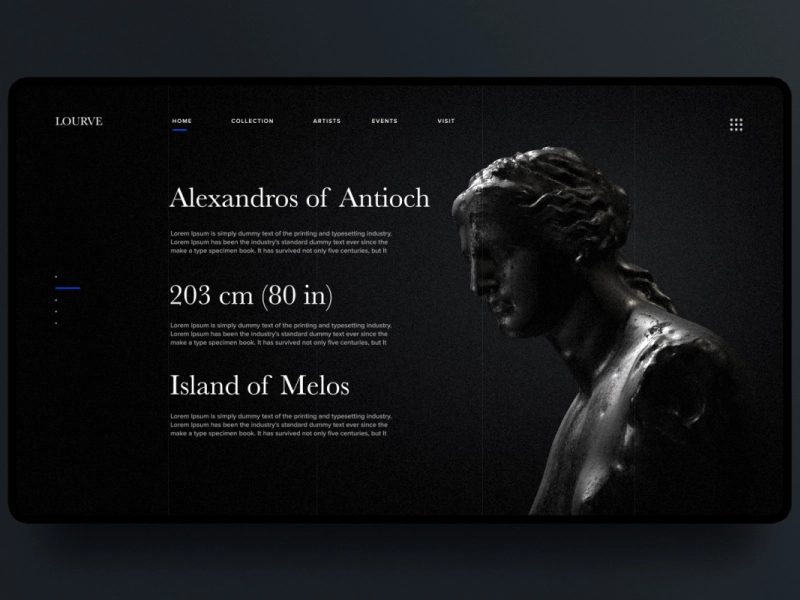 LOURVE
HOME COLLECTION ARTISTS EVENTS VISIT
Alexandros of Antioch
Lorem Ipsum is simply dummy text of the printing and typesetting industry.
Lorem Ipsum has been the industry's standard dummy text ever since the
make a type specimen book. It has survived not only five centuries, but It
203 cm (80 in)
Lorem Ipsum is simply dummy text of the printing and typesetting industry.
Lorem Ipsum has been the industry's standard dummy text ever since the
make a type specimen book. It has survived not only five centuries, but It
Island of Melos
Lorem Ipsum is simply dummy text of the printing and typesetting industry.
Lorem Ipsum has been the industry's standard dummy text ever since the
make a type specimen book. It has survived not only five centuries, but It